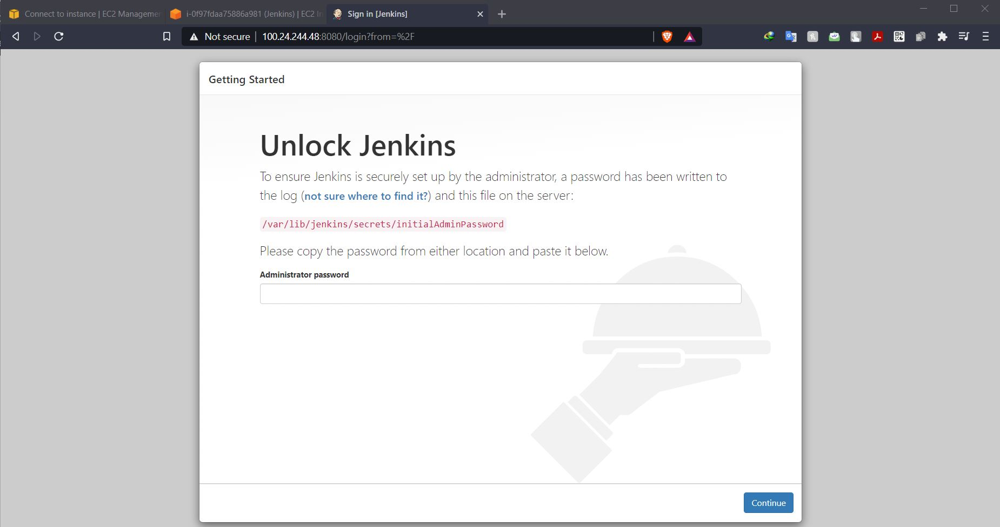 Connect to instance | EC2 Managemen
i-0f97fdaa75886a981 (Jenkins) | EC2 In
Sign in [Jenkins]
Not secure | 100.24.244.48:8080/login?from=%2F
Getting Started
Unlock Jenkins
To ensure Jenkins is securely set up by the administrator, a password has been written to
the log (not sure where to find it?) and this file on the server:
/var/lib/jenkins/secrets/initialAdminPassword
Please copy the password from either location and paste it below.
Administrator password
Continue